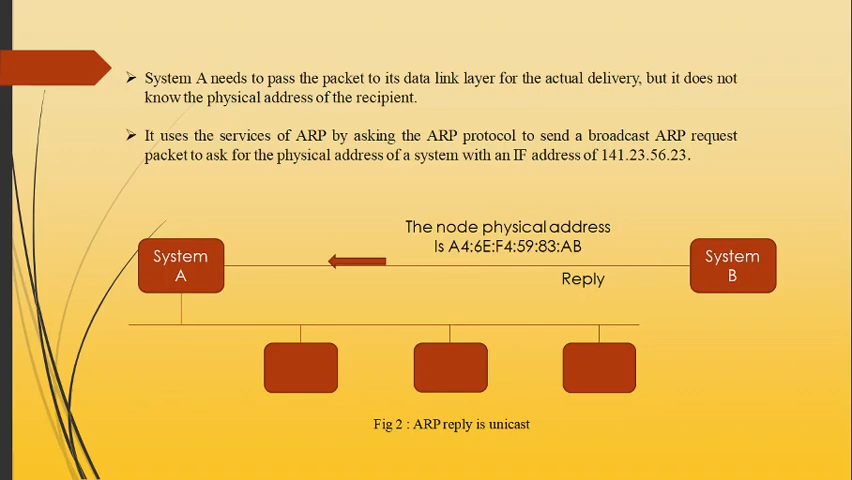 ➢ System A needs to pass the packet to its data link layer for the actual delivery, but it does not
know the physical address of the recipient.
➢ It uses the services of ARP by asking the ARP protocol to send a broadcast ARP request
packet to ask for the physical address of a system with an IF address of 141.23.56.23.
The node physical address
Is A4:6E:F4:59:83:AB
System
A
System
B
Reply
Fig 2 : ARP reply is unicast